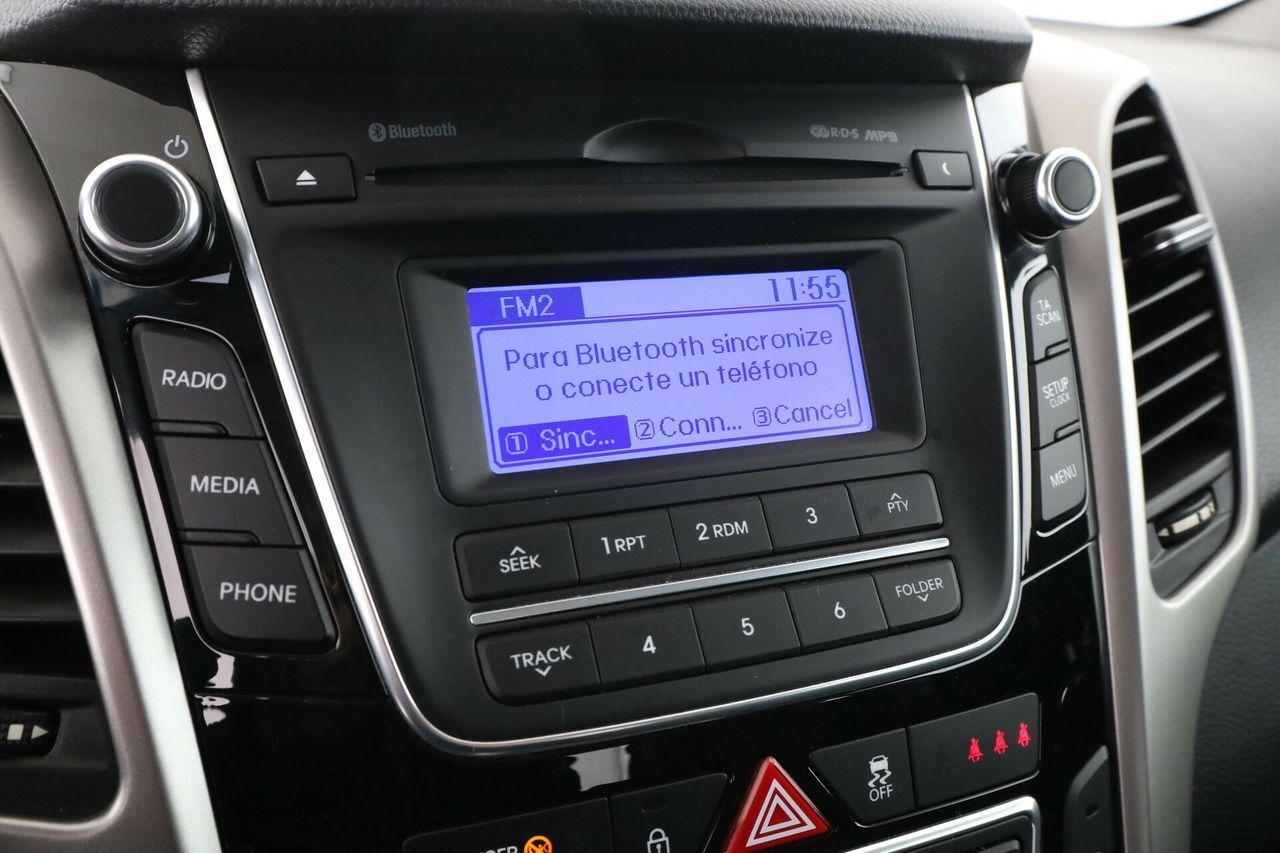 Bluetooth
R·D·S MP3
FM2 11:55
Para Bluetooth sincronize
o conecte un teléfono
1 Sinc... 2 Conn... 3 Cancel
RADIO
MEDIA
PHONE
TA
SCAN
SETUP
CLOCK
MENU
SEEK
1 RPT
2 RDM
3
PTY
TRACK
4
5
6
FOLDER
OFF